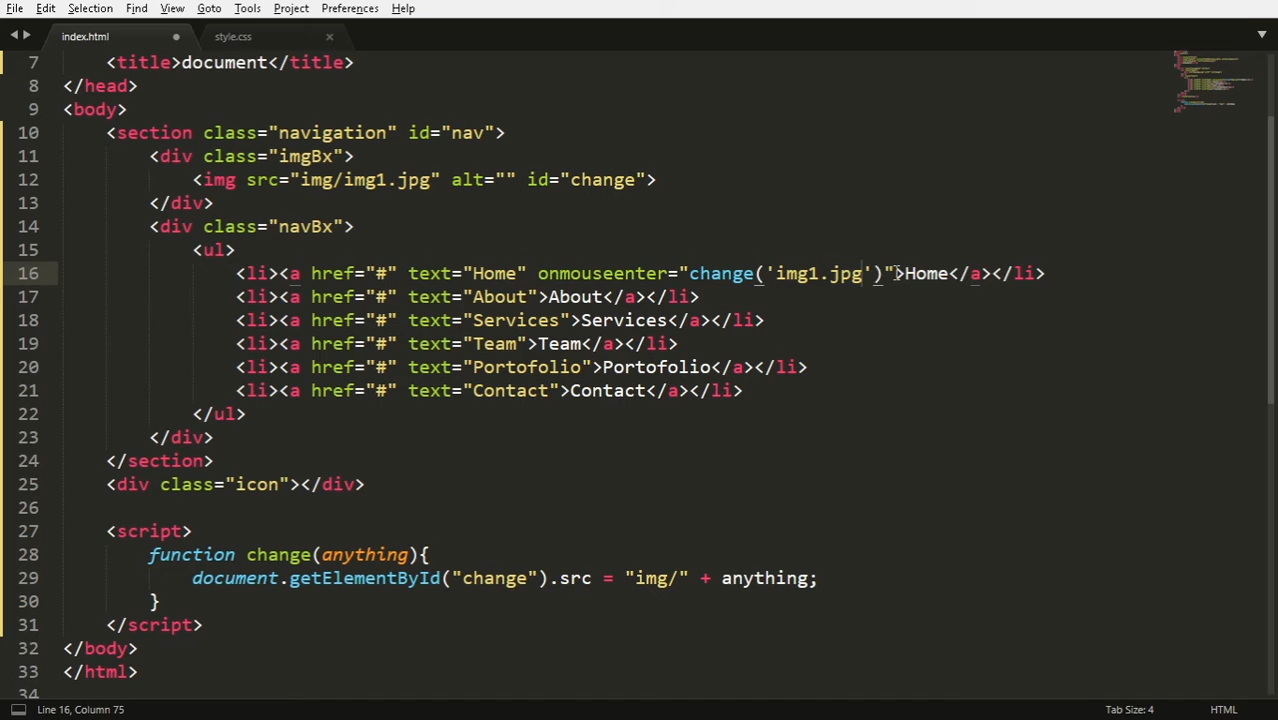 File Edit Selection Find View Goto Tools Project Preferences Help
index.html style.css
7 <title>document</title>
8 </head>
9 <body>
10 <section class="navigation" id="nav">
11 <div class="imgBx">
12 <img src="img/img1.jpg" alt="" id="change">
13 </div>
14 <div class="navBx">
15 <ul>
16 <li><a href="#" text="Home" onmouseenter="change('img1.jpg')">Home</a></li>
17 <li><a href="#" text="About">About</a></li>
18 <li><a href="#" text="Services">Services</a></li>
19 <li><a href="#" text="Team">Team</a></li>
20 <li><a href="#" text="Portofolio">Portofolio</a></li>
21 <li><a href="#" text="Contact">Contact</a></li>
22 </ul>
23 </div>
24 </section>
25 <div class="icon"></div>
26
27 <script>
28 function change(anything){
29 document.getElementById("change").src = "img/" + anything;
30 }
31 </script>
32 </body>
33 </html>
34
Line 16, Column 75 Tab Size: 4 HTML